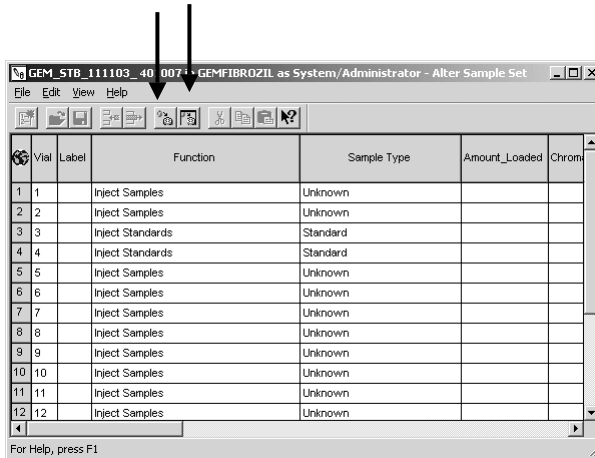 GEM_STB_111103_ 40_007 in GEMFIBROZIL as System/Administrator - Alter Sample Set
File Edit View Help
Vial Label Function Sample Type Amount_Loaded Chrom
1 1 Inject Samples Unknown
2 2 Inject Samples Unknown
3 3 Inject Standards Standard
4 4 Inject Standards Standard
5 5 Inject Samples Unknown
6 6 Inject Samples Unknown
7 7 Inject Samples Unknown
8 8 Inject Samples Unknown
9 9 Inject Samples Unknown
10 10 Inject Samples Unknown
11 11 Inject Samples Unknown
12 12 Inject Samples Unknown
For Help, press F1